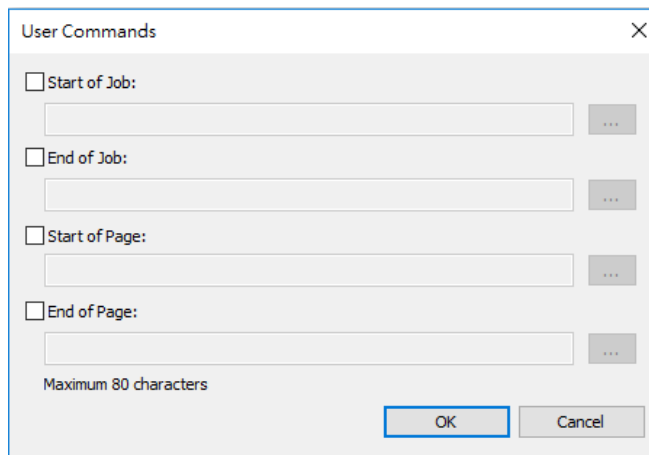 User Commands
Start of Job:
...
End of Job:
...
Start of Page:
...
End of Page:
...
Maximum 80 characters
OK Cancel